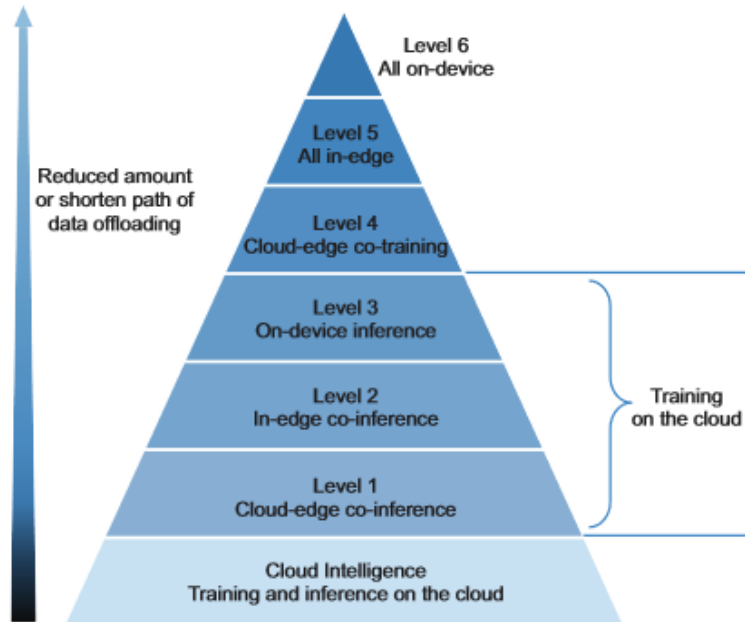 Level 6
All on-device
Level 5
All in-edge
Reduced amount
or shorten path of
data offloading
Level 4
Cloud-edge co-training
Level 3
On-device inference
Level 2
In-edge co-inference
Training
on the cloud
Level 1
Cloud-edge co-inference
Cloud Intelligence
Training and inference on the cloud